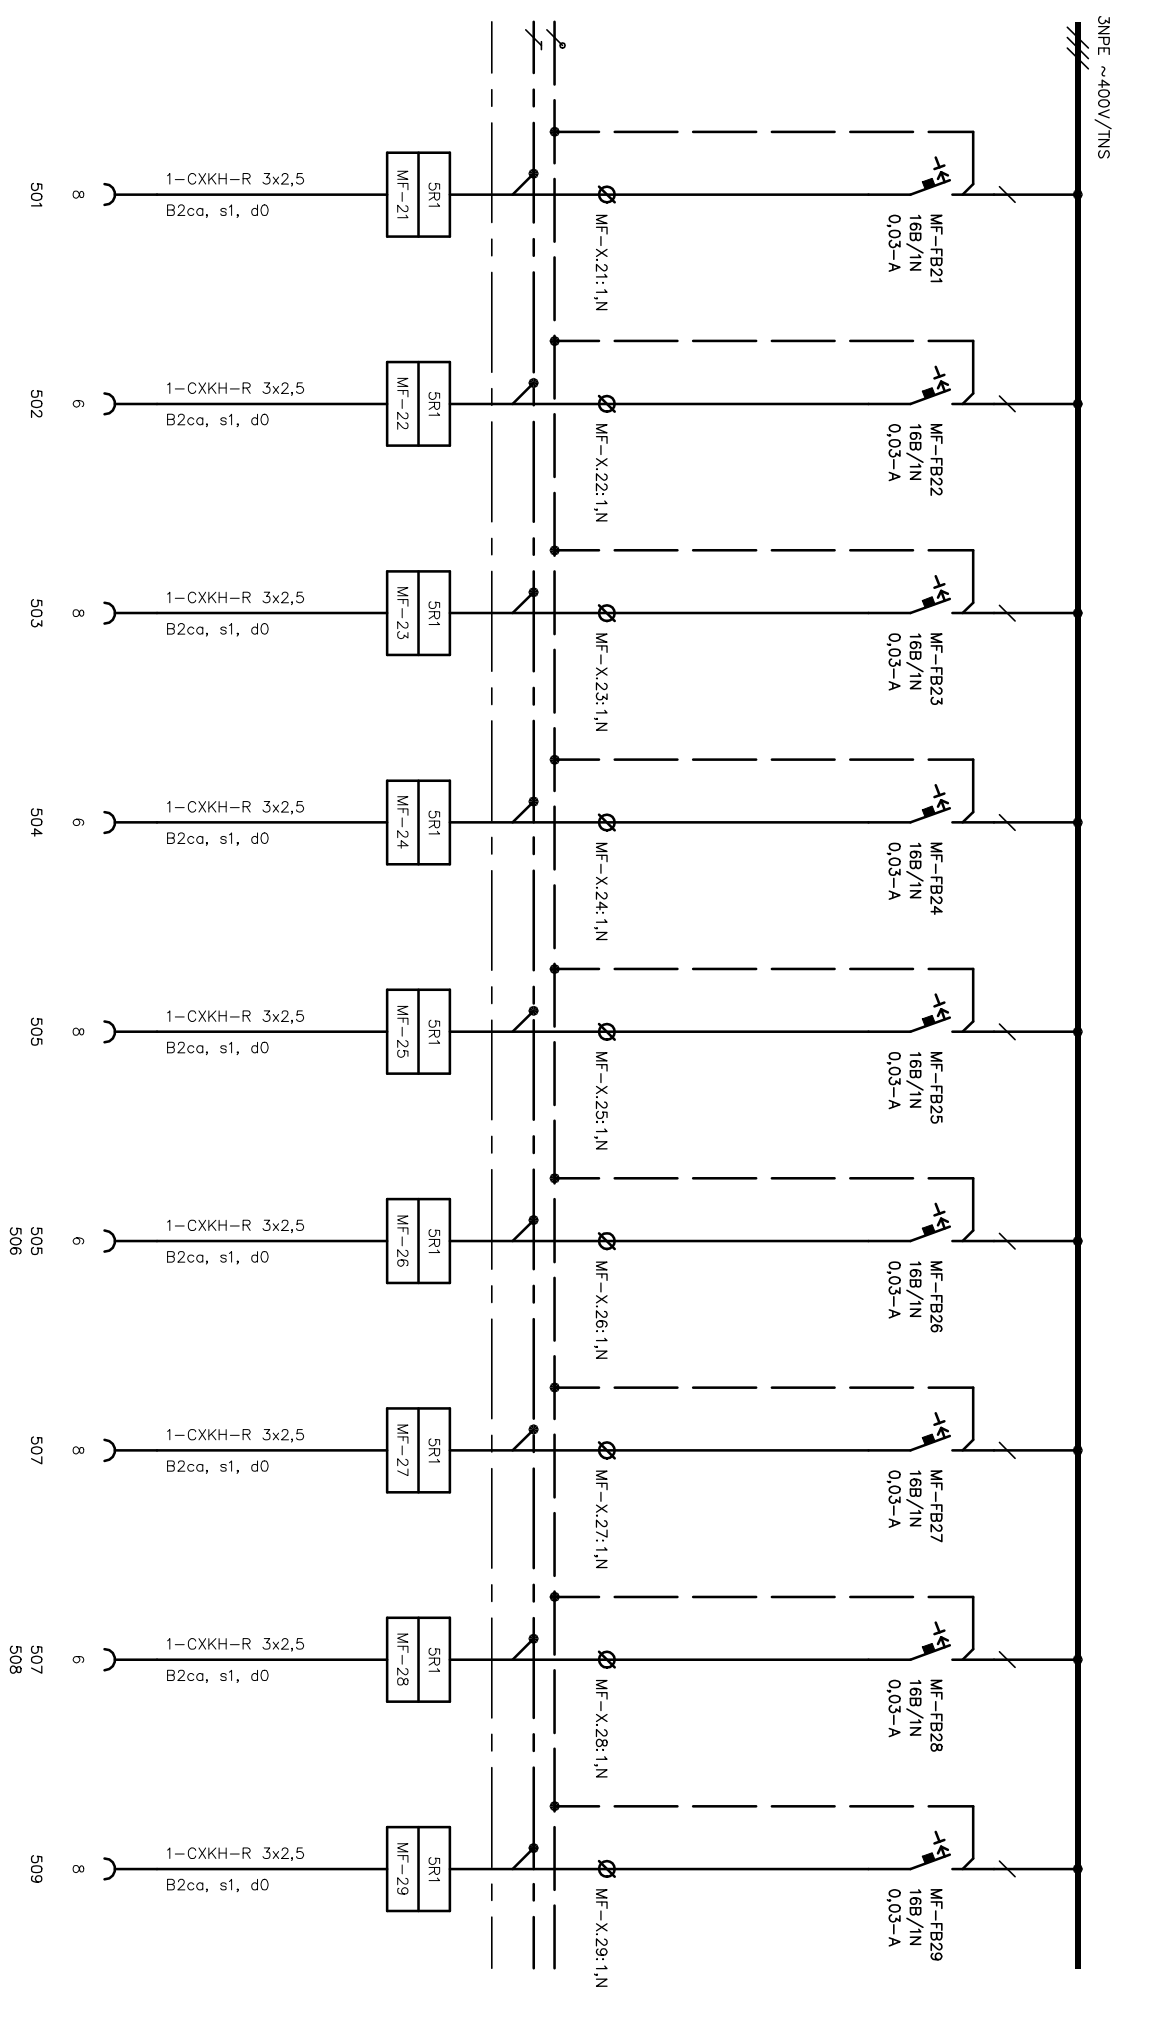 3NPE ~400V/TNS
MF-FB21
16B/1N
0,03-A
MF-X.21:1,N
5R1
MF-21
1-CXKH-R 3x2,5
B2ca, s1, d0
8
501
MF-FB22
16B/1N
0,03-A
MF-X.22:1,N
5R1
MF-22
1-CXKH-R 3x2,5
B2ca, s1, d0
6
502
MF-FB23
16B/1N
0,03-A
MF-X.23:1,N
5R1
MF-23
1-CXKH-R 3x2,5
B2ca, s1, d0
8
503
MF-FB24
16B/1N
0,03-A
MF-X.24:1,N
5R1
MF-24
1-CXKH-R 3x2,5
B2ca, s1, d0
6
504
MF-FB25
16B/1N
0,03-A
MF-X.25:1,N
5R1
MF-25
1-CXKH-R 3x2,5
B2ca, s1, d0
8
505
MF-FB26
16B/1N
0,03-A
MF-X.26:1,N
5R1
MF-26
1-CXKH-R 3x2,5
B2ca, s1, d0
6
505
506
MF-FB27
16B/1N
0,03-A
MF-X.27:1,N
5R1
MF-27
1-CXKH-R 3x2,5
B2ca, s1, d0
8
507
MF-FB28
16B/1N
0,03-A
MF-X.28:1,N
5R1
MF-28
1-CXKH-R 3x2,5
B2ca, s1, d0
6
507
508
MF-FB29
16B/1N
0,03-A
MF-X.29:1,N
5R1
MF-29
1-CXKH-R 3x2,5
B2ca, s1, d0
8
509